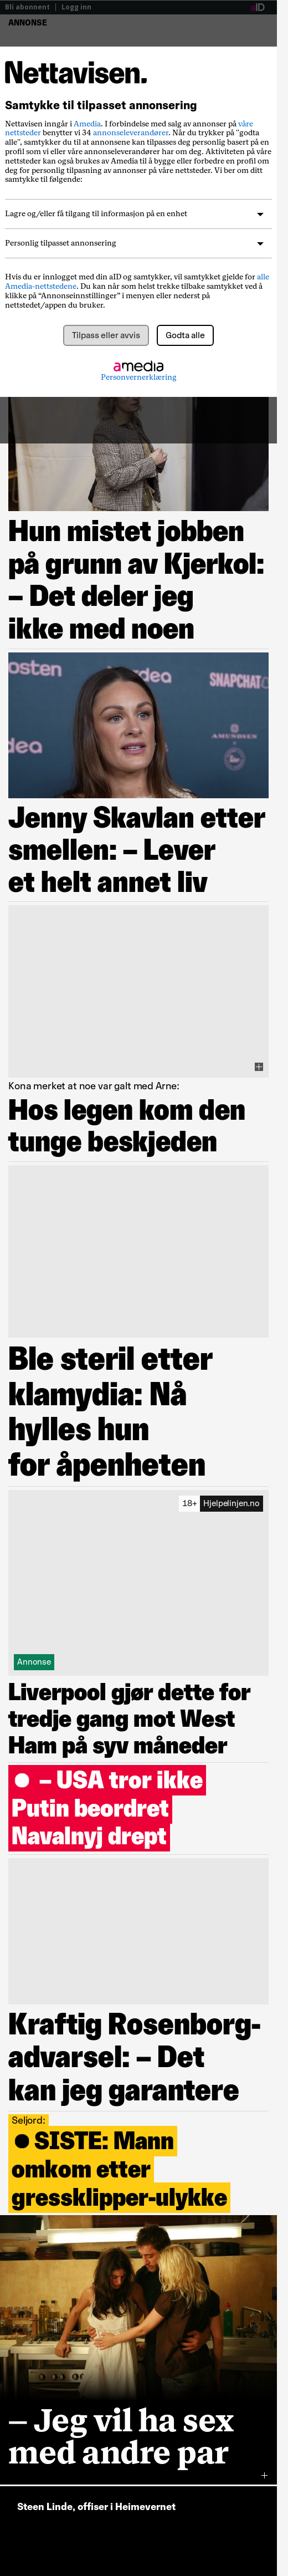 Bli abonnent | Logg inn
aID
ANNONSE
Nettavisen.
Samtykke til tilpasset annonsering
Nettavisen inngår i Amedia. I forbindelse med salg av annonser på våre
nettsteder benytter vi 34 annonseleverandører. Når du trykker på "godta
alle", samtykker du til at annonsene kan tilpasses deg personlig basert på en
profil som vi eller våre annonseleverandører har om deg. Aktiviteten på våre
nettsteder kan også brukes av Amedia til å bygge eller forbedre en profil om
deg for personlig tilpasning av annonser på våre nettsteder. Vi ber om ditt
samtykke til følgende:
Lagre og/eller få tilgang til informasjon på en enhet
Personlig tilpasset annonsering
Hvis du er innlogget med din aID og samtykker, vil samtykket gjelde for alle
Amedia-nettstedene. Du kan når som helst trekke tilbake samtykket ved å
klikke på “Annonseinnstillinger” i menyen eller nederst på
nettstedet/appen du bruker.
Tilpass eller avvis
Godta alle
amedia
Personvernerklæring
Hun mistet jobben
på grunn av Kjerkol:
– Det deler jeg
ikke med noen
osten
SNAPCHAT
dea
AMUNDSEN
Jenny Skavlan etter
smellen: – Lever
et helt annet liv
Kona merket at noe var galt med Arne:
Hos legen kom den
tunge beskjeden
Ble steril etter
klamydia: Nå
hylles hun
for åpenheten
18+ Hjelpelinjen.no
Annonse
Liverpool gjør dette for
tredje gang mot West
Ham på syv måneder
– USA tror ikke
Putin beordret
Navalnyj drept
Kraftig Rosenborg-
advarsel: – Det
kan jeg garantere
Seljord:
SISTE: Mann
omkom etter
gressklipper-ulykke
– Jeg vil ha sex
med andre par
Steen Linde, offiser i Heimevernet